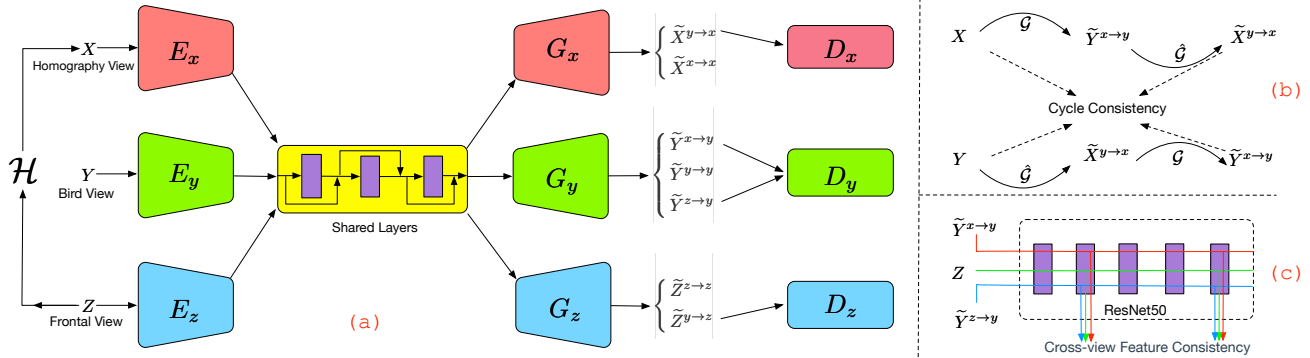 X
Homography View
E_x
G_x
X̃^{y→x}
X̃^{x→x}
D_x
ℋ
Y
Bird View
E_y
Shared Layers
G_y
Ỹ^{x→y}
Ỹ^{y→y}
Ỹ^{z→y}
D_y
Z
Frontal View
E_z
(a)
G_z
Z̃^{z→z}
Z̃^{y→z}
D_z
X
𝒢
Ỹ^{x→y}
𝒢̂
X̃^{y→x}
Cycle Consistency
(b)
Y
𝒢̂
X̃^{y→x}
𝒢
Ỹ^{x→y}
Ỹ^{x→y}
Z
Ỹ^{z→y}
ResNet50
(c)
Cross-view Feature Consistency